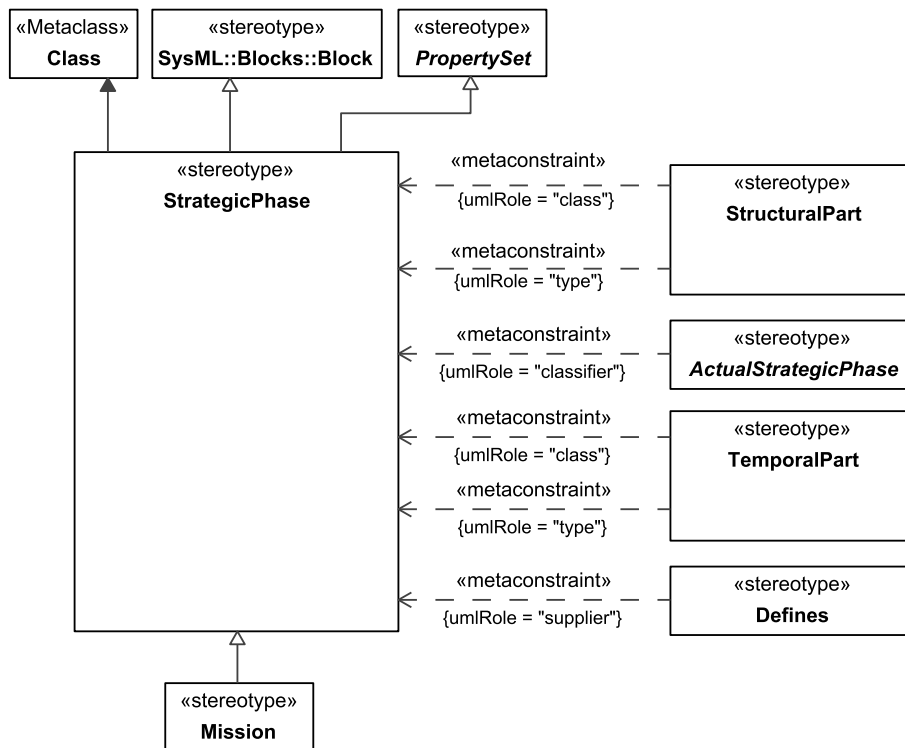 «Metaclass»
Class
«stereotype»
SysML::Blocks::Block
«stereotype»
PropertySet
«stereotype»
StrategicPhase
«metaconstraint»
{umlRole = "class"}
«metaconstraint»
{umlRole = "type"}
«stereotype»
StructuralPart
«metaconstraint»
{umlRole = "classifier"}
«stereotype»
ActualStrategicPhase
«metaconstraint»
{umlRole = "class"}
«metaconstraint»
{umlRole = "type"}
«stereotype»
TemporalPart
«metaconstraint»
{umlRole = "supplier"}
«stereotype»
Defines
«stereotype»
Mission